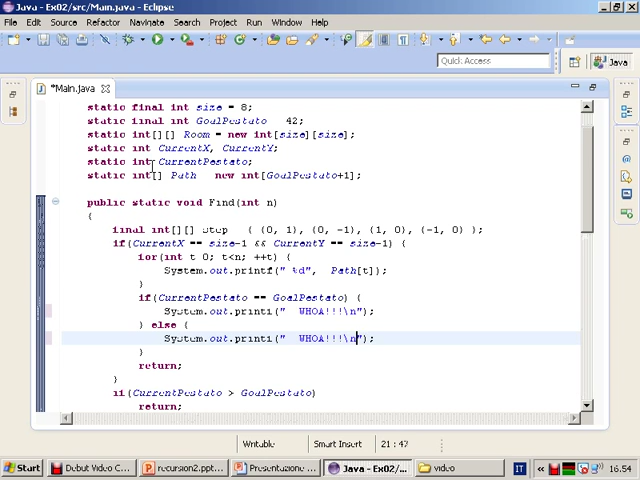 Java - Ex02/src/Main.java - Eclipse
File Edit Source Refactor Navigate Search Project Run Window Help
Quick Access
Java
*Main.java
static final int size = 8;
static final int GoalPestato 42;
static int[][] Room = new int[size][size];
static int CurrentX, CurrentY;
static int CurrentPestato;
static int[] Path new int[GoalPestato+1];
public static void Find(int n)
{
final int[][] step { {0, 1}, {0, -1}, {1, 0}, {-1, 0} };
if(CurrentX == size-1 && CurrentY == size-1) {
for(int t 0; t<n; ++t) {
System.out.printf(" %d", Path[t]);
}
if(CurrentPestato == GoalPestato) {
System.out.printf(" WHOA!!!\n");
} else {
System.out.printf(" WHOA!!!\n");
}
return;
}
if(CurrentPestato > GoalPestato)
return;
Writable Smart Insert 21 : 47
Start Debut Video C... recursion2.ppt... Presentazione ... Java - Ex02/... video IT 16.54